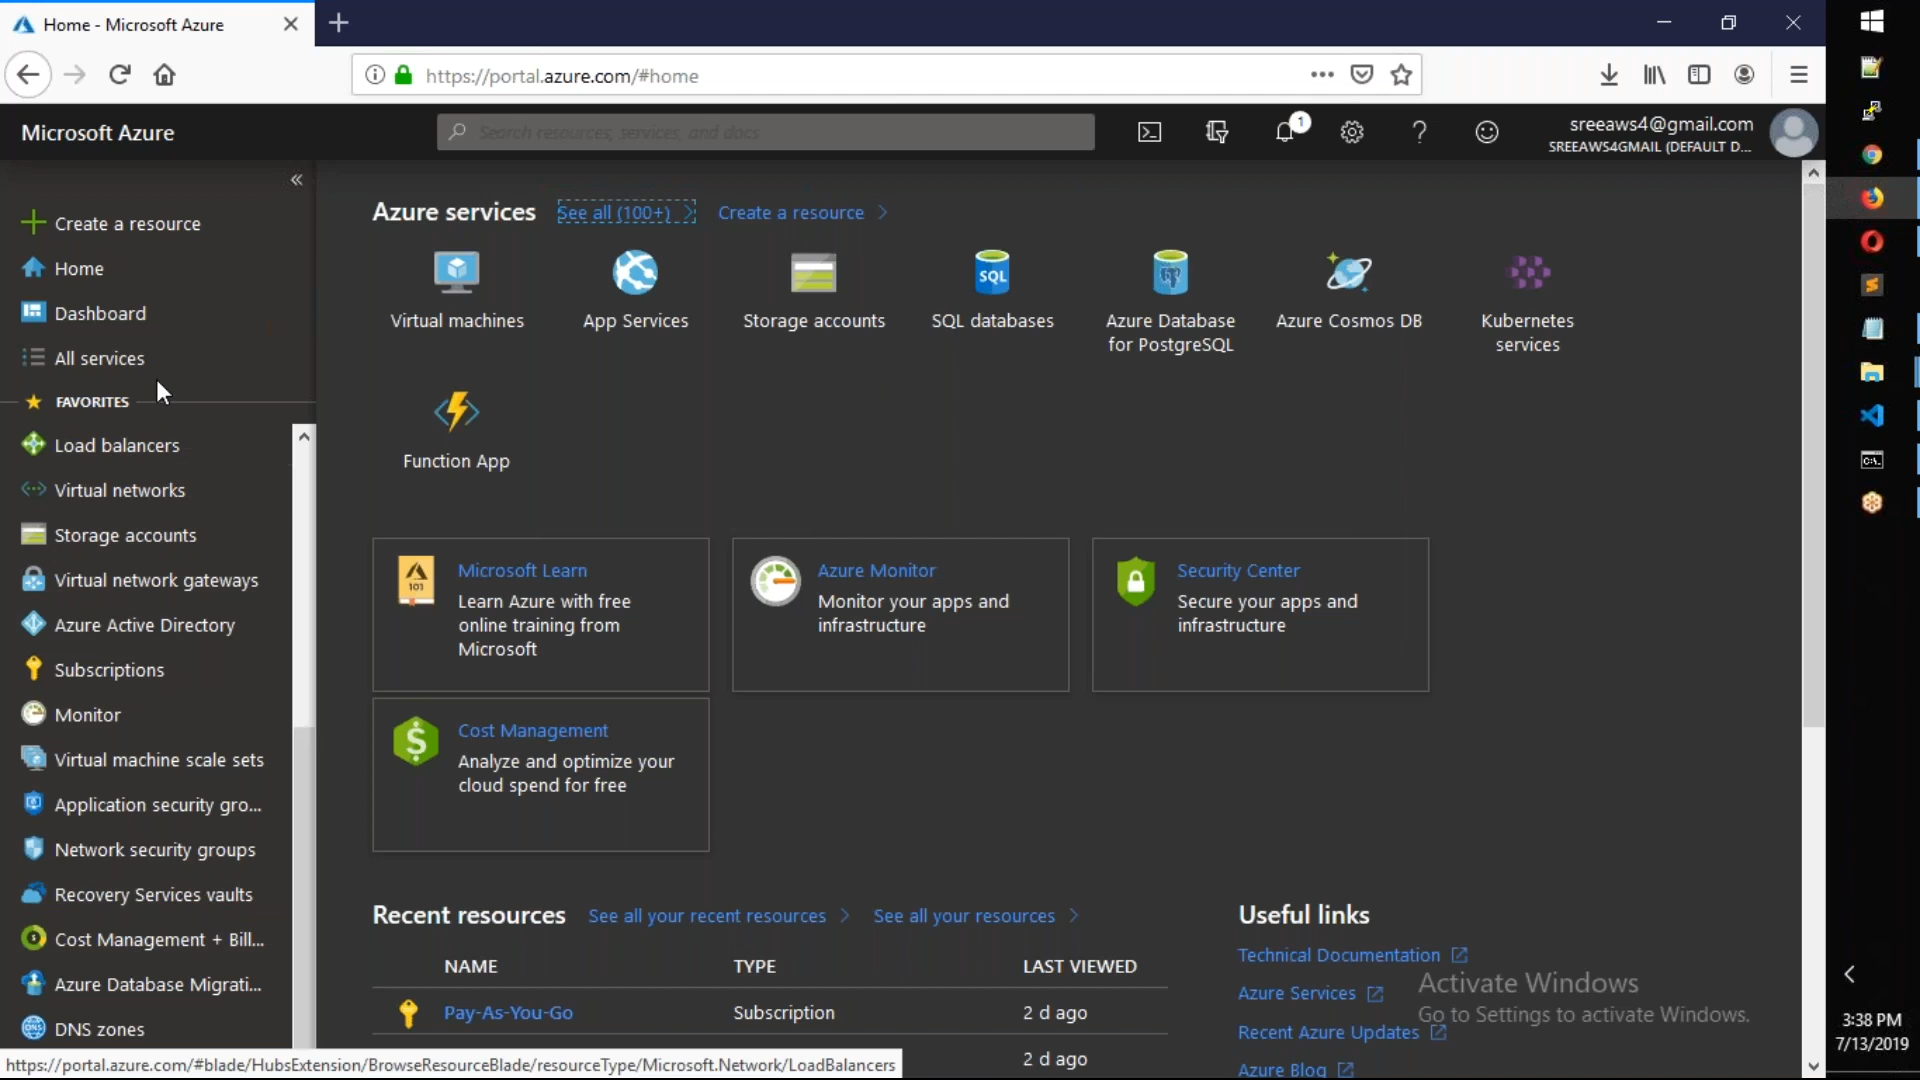 Home - Microsoft Azure
https://portal.azure.com/#home
Microsoft Azure
Search resources, services, and docs
1
sreeaws4@gmail.com
SREEAWS4GMAIL (DEFAULT D...
Create a resource
Home
Dashboard
All services
FAVORITES
Load balancers
Virtual networks
Storage accounts
Virtual network gateways
Azure Active Directory
Subscriptions
Monitor
Virtual machine scale sets
Application security gro...
Network security groups
Recovery Services vaults
Cost Management + Bill...
Azure Database Migrati...
DNS zones
Azure services
See all (100+)
Create a resource
Virtual machines
App Services
Storage accounts
SQL
SQL databases
Azure Database
for PostgreSQL
Azure Cosmos DB
Kubernetes
services
Function App
101
Microsoft Learn
Learn Azure with free
online training from
Microsoft
Azure Monitor
Monitor your apps and
infrastructure
Security Center
Secure your apps and
infrastructure
Cost Management
Analyze and optimize your
cloud spend for free
Recent resources
See all your recent resources
See all your resources
NAME TYPE LAST VIEWED
Pay-As-You-Go Subscription 2 d ago
2 d ago
Useful links
Technical Documentation
Azure Services
Recent Azure Updates
Azure Blog
Activate Windows
Go to Settings to activate Windows.
https://portal.azure.com/#blade/HubsExtension/BrowseResourceBlade/resourceType/Microsoft.Network/LoadBalancers
3:38 PM
7/13/2019